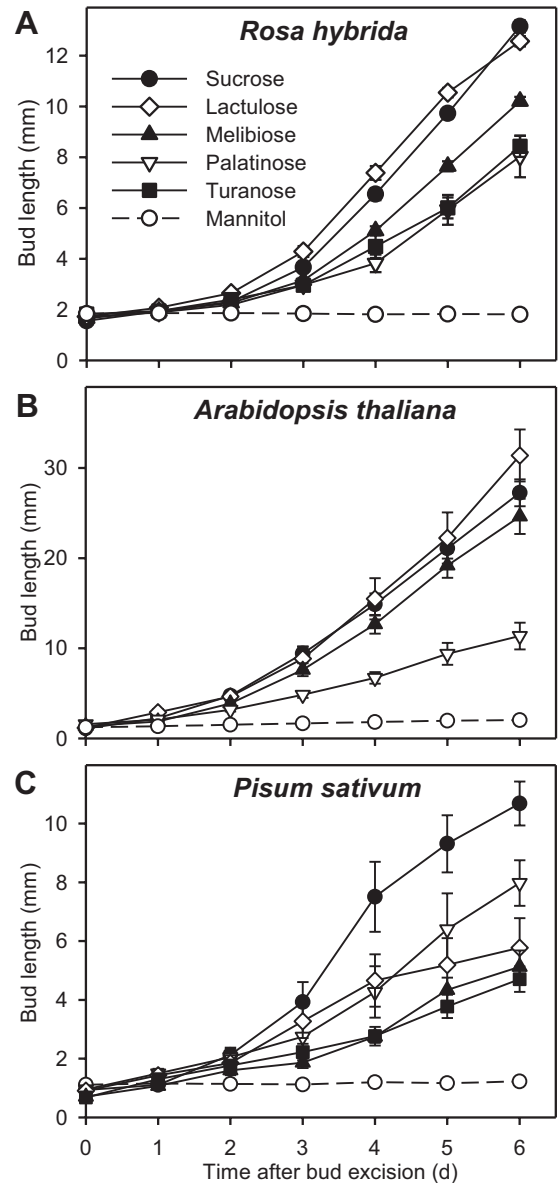 A
Rosa hybrida
12
10
8
6
4
2
0
Bud length (mm)
Sucrose
Lactulose
Melibiose
Palatinose
Turanose
Mannitol
B
Arabidopsis thaliana
30
20
10
0
Bud length (mm)
C
Pisum sativum
10
8
6
4
2
0
Bud length (mm)
0 1 2 3 4 5 6
Time after bud excision (d)